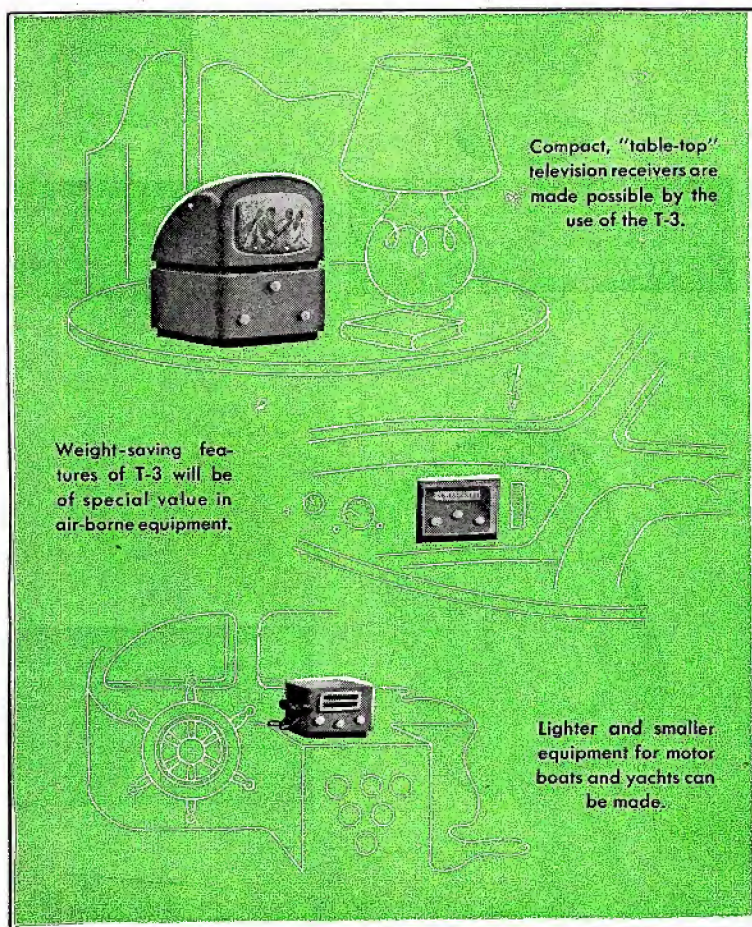 Compact, "table-top"
television receivers are
made possible by the
use of the T-3.
Weight-saving fea-
tures of T-3 will be
of special value in
air-borne equipment.
Lighter and smaller
equipment for motor
boats and yachts can
be made.